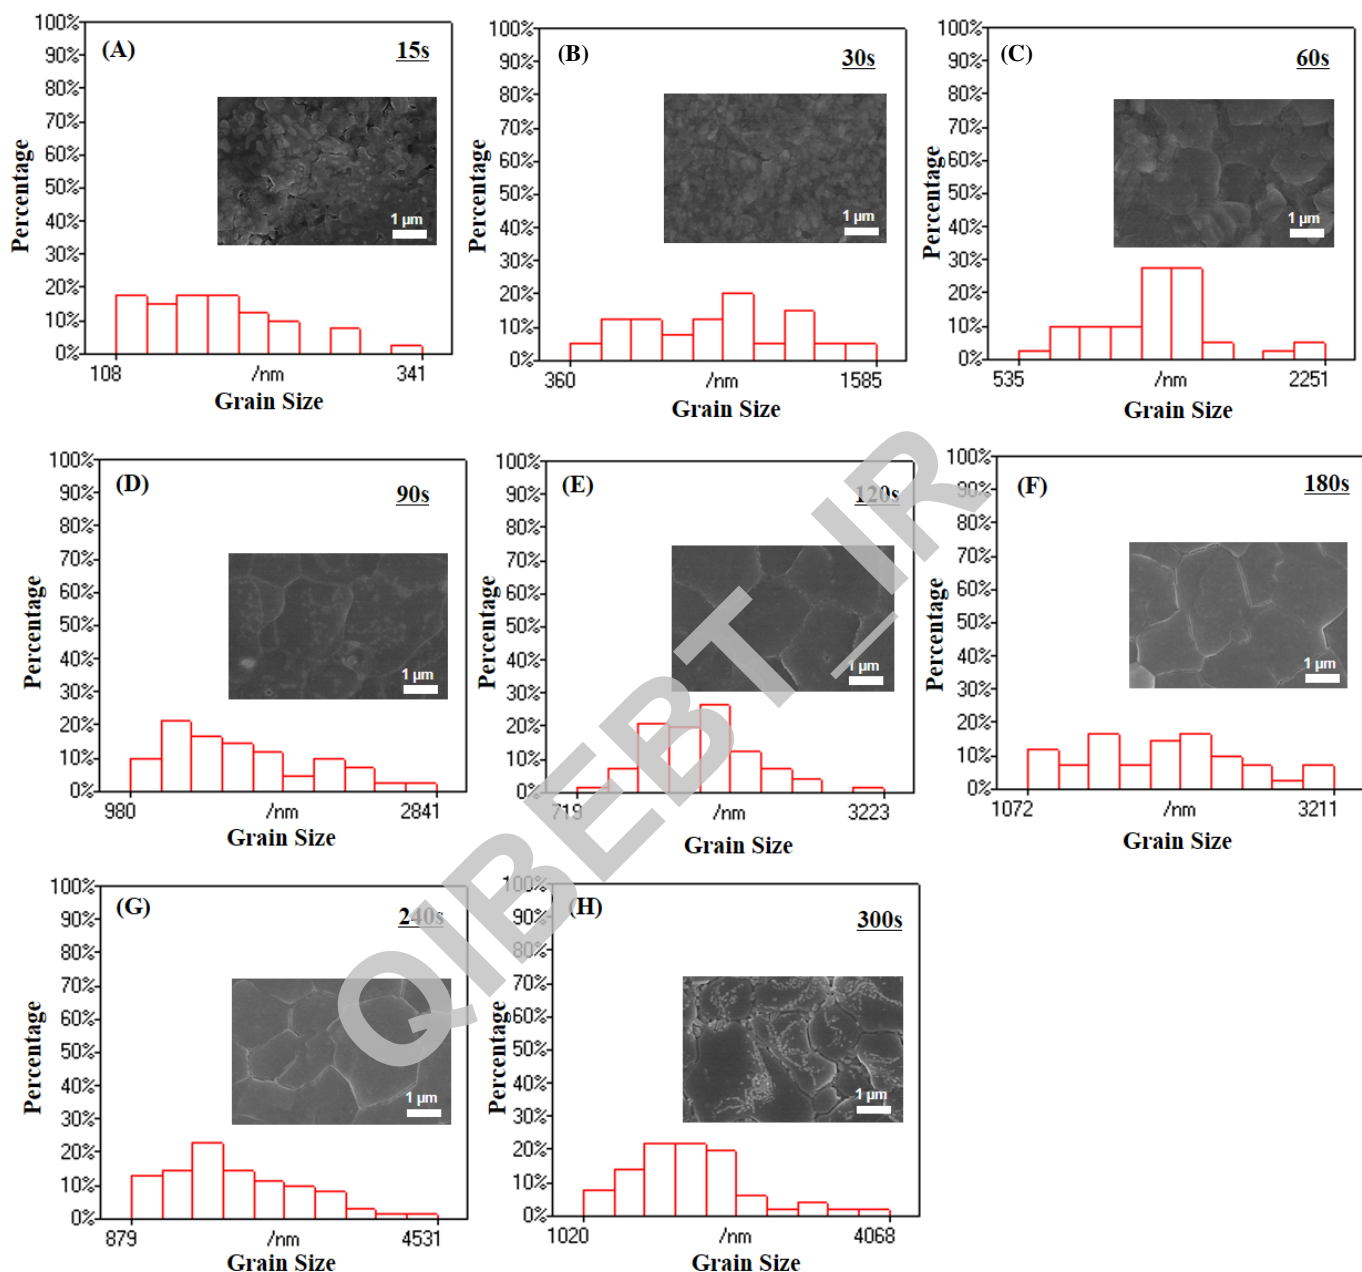 (A)
15s
100%
90%
80%
70%
60%
50%
40%
30%
20%
10%
0%
Percentage
1 μm
108
/nm
341
Grain Size
(B)
30s
100%
90%
80%
70%
60%
50%
40%
30%
20%
10%
0%
Percentage
1 μm
360
/nm
1585
Grain Size
(C)
60s
100%
90%
80%
70%
60%
50%
40%
30%
20%
10%
0%
Percentage
1 μm
535
/nm
2251
Grain Size
(D)
90s
100%
90%
80%
70%
60%
50%
40%
30%
20%
10%
0%
Percentage
1 μm
980
/nm
2841
Grain Size
(E)
120s
100%
90%
80%
70%
60%
50%
40%
30%
20%
10%
0%
Percentage
1 μm
719
/nm
3223
Grain Size
(F)
180s
100%
90%
80%
70%
60%
50%
40%
30%
20%
10%
0%
Percentage
1 μm
1072
/nm
3211
Grain Size
(G)
240s
100%
90%
80%
70%
60%
50%
40%
30%
20%
10%
0%
Percentage
1 μm
879
/nm
4531
Grain Size
(H)
300s
100%
90%
80%
70%
60%
50%
40%
30%
20%
10%
0%
Percentage
1 μm
1020
/nm
4068
Grain Size
QIBEBT_IR